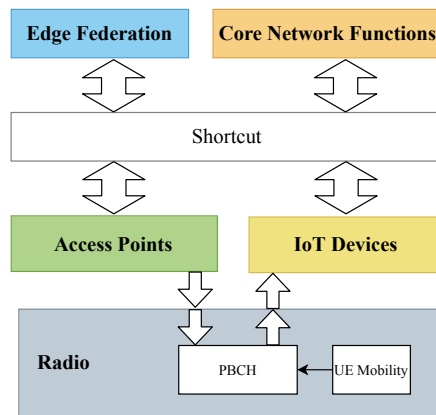 Edge Federation
Core Network Functions
Shortcut
Access Points
IoT Devices
Radio
PBCH
UE Mobility